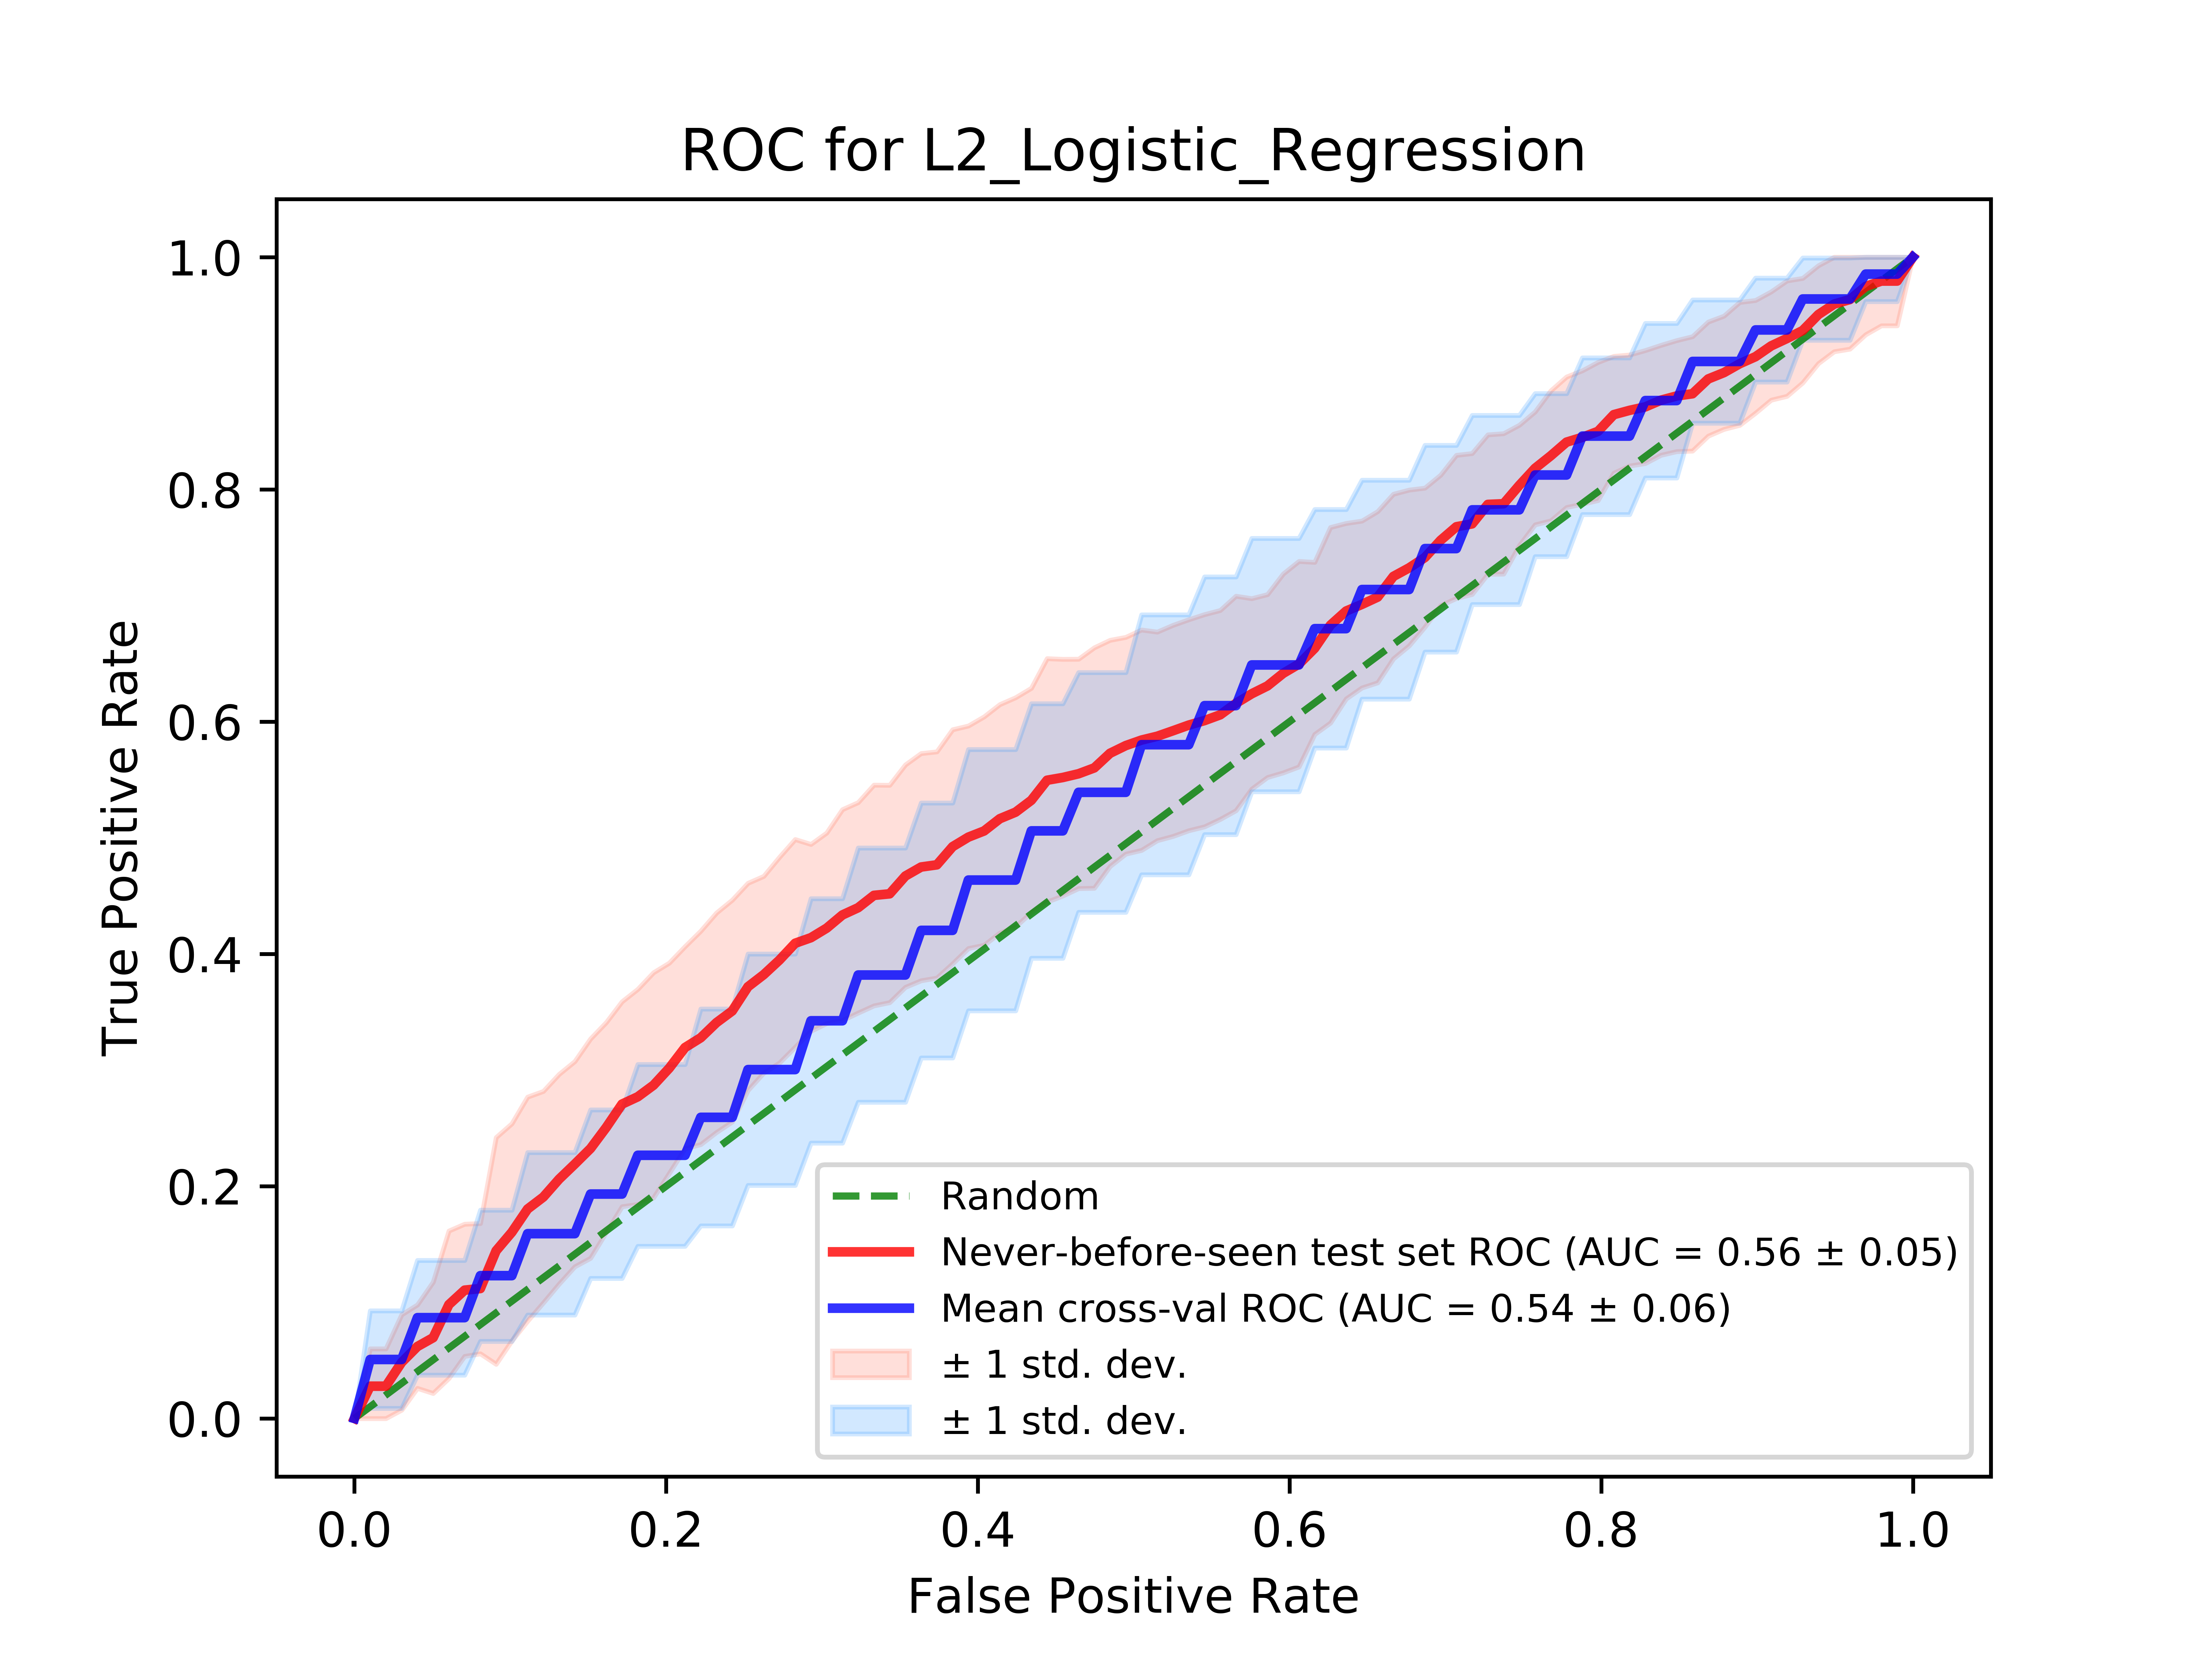 ROC for L2_Logistic_Regression
1.0
0.8
0.6
0.4
0.2
0.0
True Positive Rate
Random
Never-before-seen test set ROC (AUC = 0.56 ± 0.05)
Mean cross-val ROC (AUC = 0.54 ± 0.06)
± 1 std. dev.
± 1 std. dev.
0.0 0.2 0.4 0.6 0.8 1.0
False Positive Rate